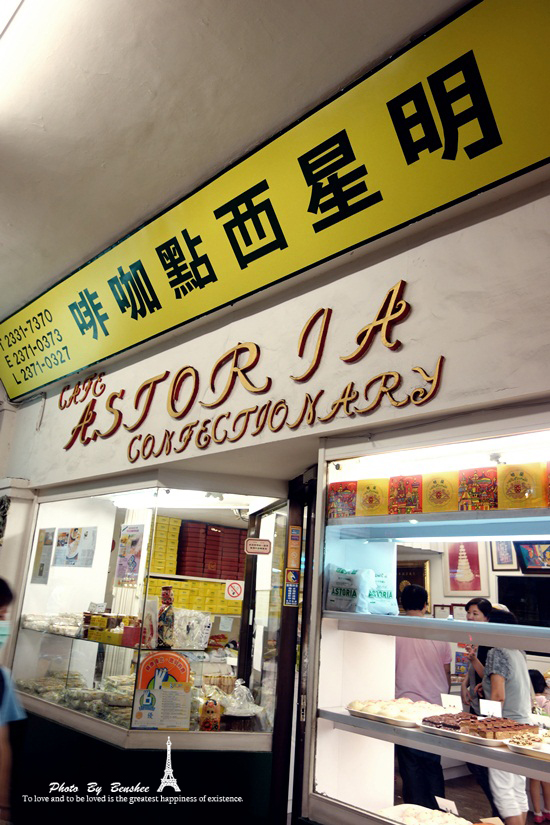 明星西點咖啡
T 2331-7370
E 2371-0373
L 2371-0327
CAFE
ASTORIA
CONFECTIONARY
ASTORIA
ASTORIA
Photo By Benshee
To love and to be loved is the greatest happiness of existence.